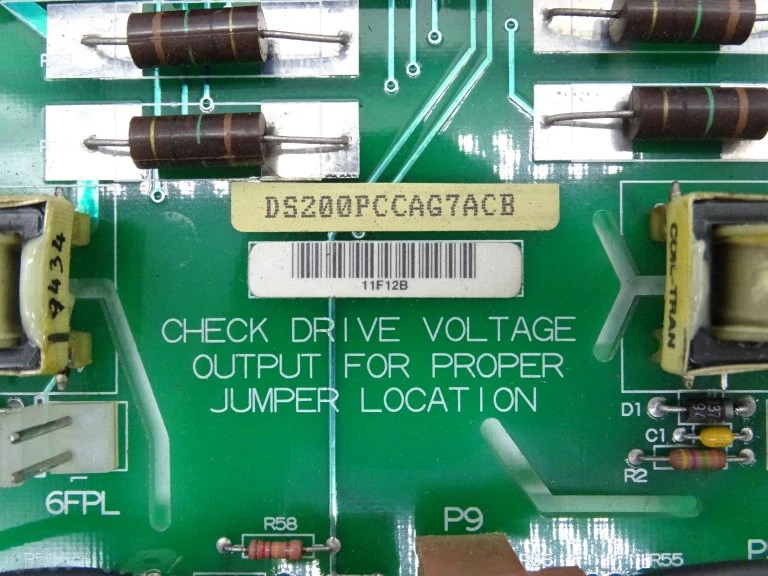 DS200PCCAG7ACB
11F12B
9434
COIL-TRAN
CHECK DRIVE VOLTAGE
OUTPUT FOR PROPER
JUMPER LOCATION
D1
C1
R2
6FPL
R58
P9
R55